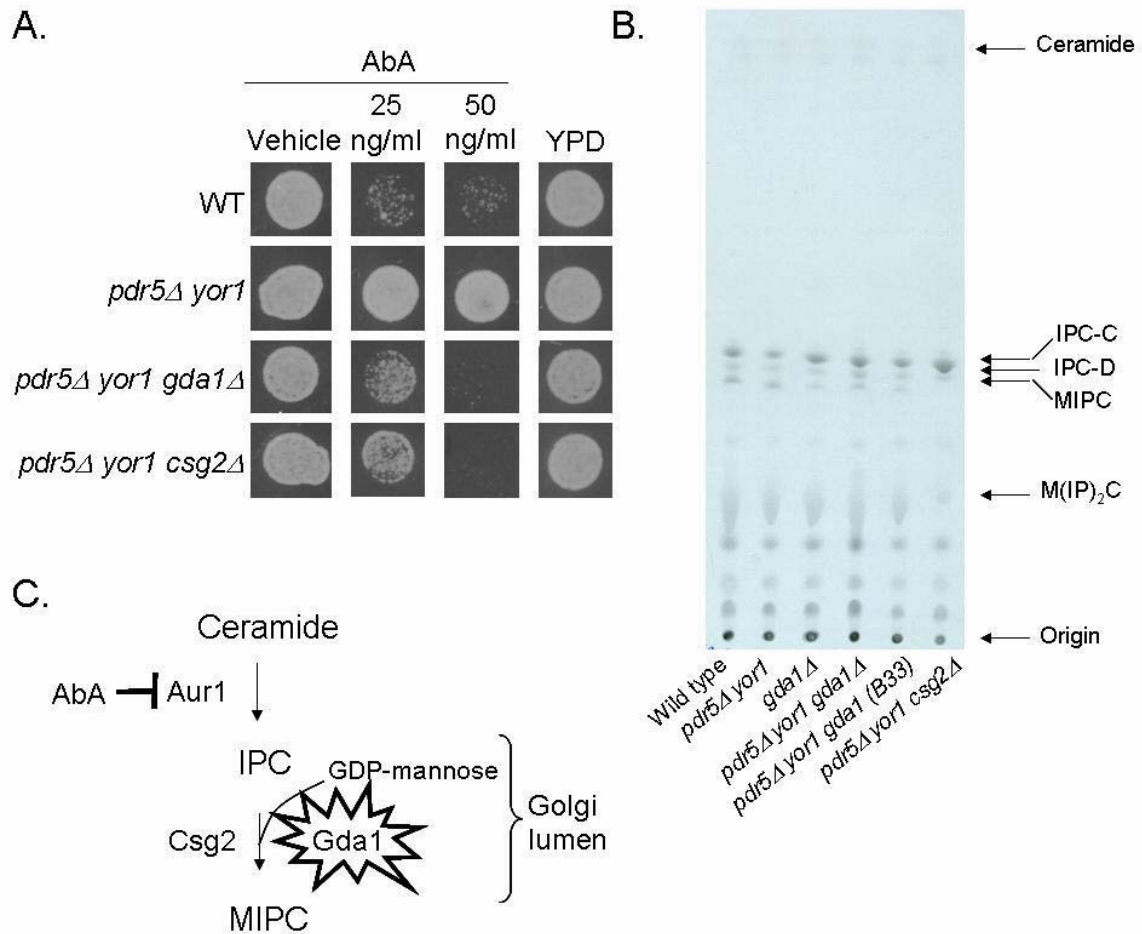 A.
AbA
25 ng/ml
50 ng/ml
Vehicle
YPD
WT
pdr5Δ yor1
pdr5Δ yor1 gda1Δ
pdr5Δ yor1 csg2Δ
B.
Ceramide
IPC-C
IPC-D
MIPC
M(IP)₂C
Origin
Wild type
pdr5Δ yor1
gda1Δ
pdr5Δ yor1 gda1Δ
pdr5Δ yor1 gda1 (B33)
pdr5Δ yor1 csg2Δ
C.
Ceramide
AbA
Aur1
IPC
GDP-mannose
Csg2
Gda1
Golgi
lumen
MIPC